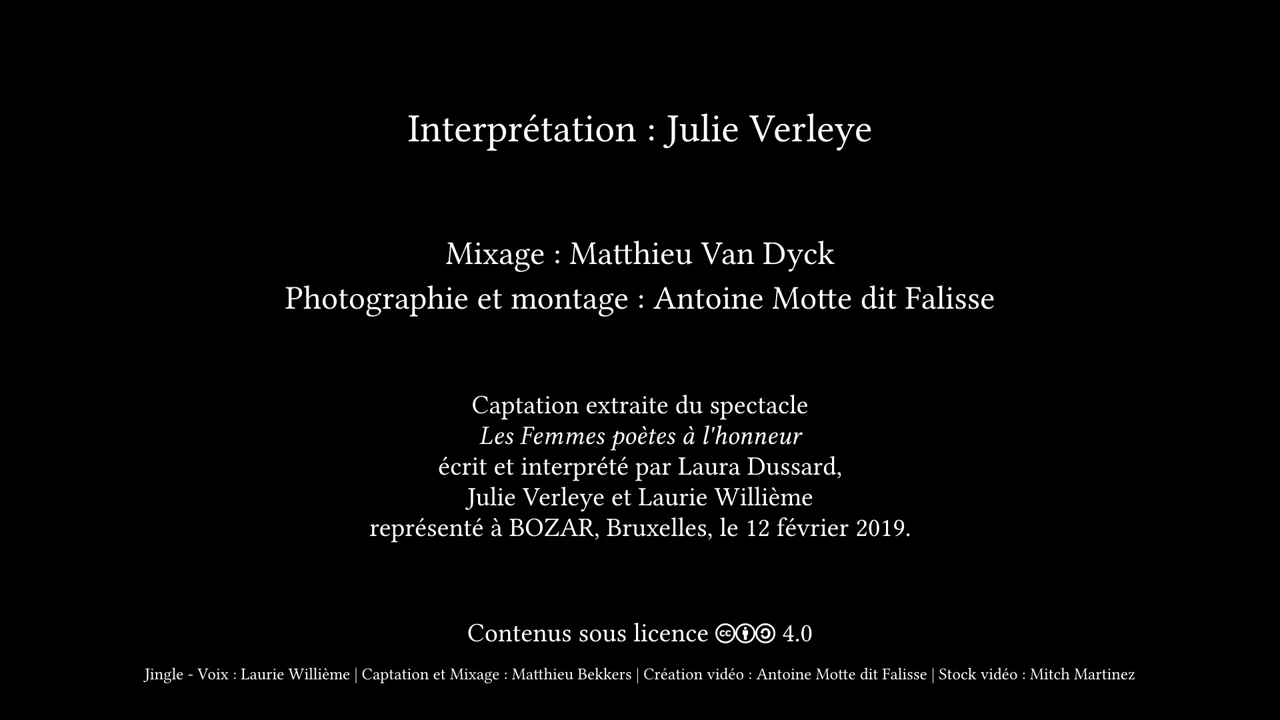 Interprétation : Julie Verleye
Mixage : Matthieu Van Dyck
Photographie et montage : Antoine Motte dit Falisse
Captation extraite du spectacle
Les Femmes poètes à l'honneur
écrit et interprété par Laura Dussard,
Julie Verleye et Laurie Willième
représenté à BOZAR, Bruxelles, le 12 février 2019.
Contenus sous licence 4.0
Jingle - Voix : Laurie Willième | Captation et Mixage : Matthieu Bekkers | Création vidéo : Antoine Motte dit Falisse | Stock vidéo : Mitch Martinez